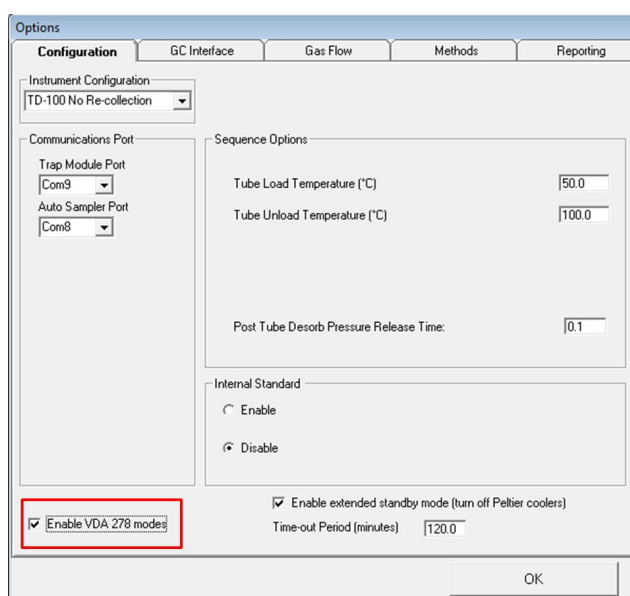 Options
Configuration
GC Interface
Gas Flow
Methods
Reporting
Instrument Configuration
TD-100 No Re-collection
Communications Port
Trap Module Port
Com9
Auto Sampler Port
Com8
Sequence Options
Tube Load Temperature (°C)
50.0
Tube Unload Temperature (°C)
100.0
Post Tube Desorb Pressure Release Time:
0.1
Internal Standard
Enable
Disable
Enable VDA 278 modes
Enable extended standby mode (turn off Peltier coolers)
Time-out Period (minutes)
120.0
OK